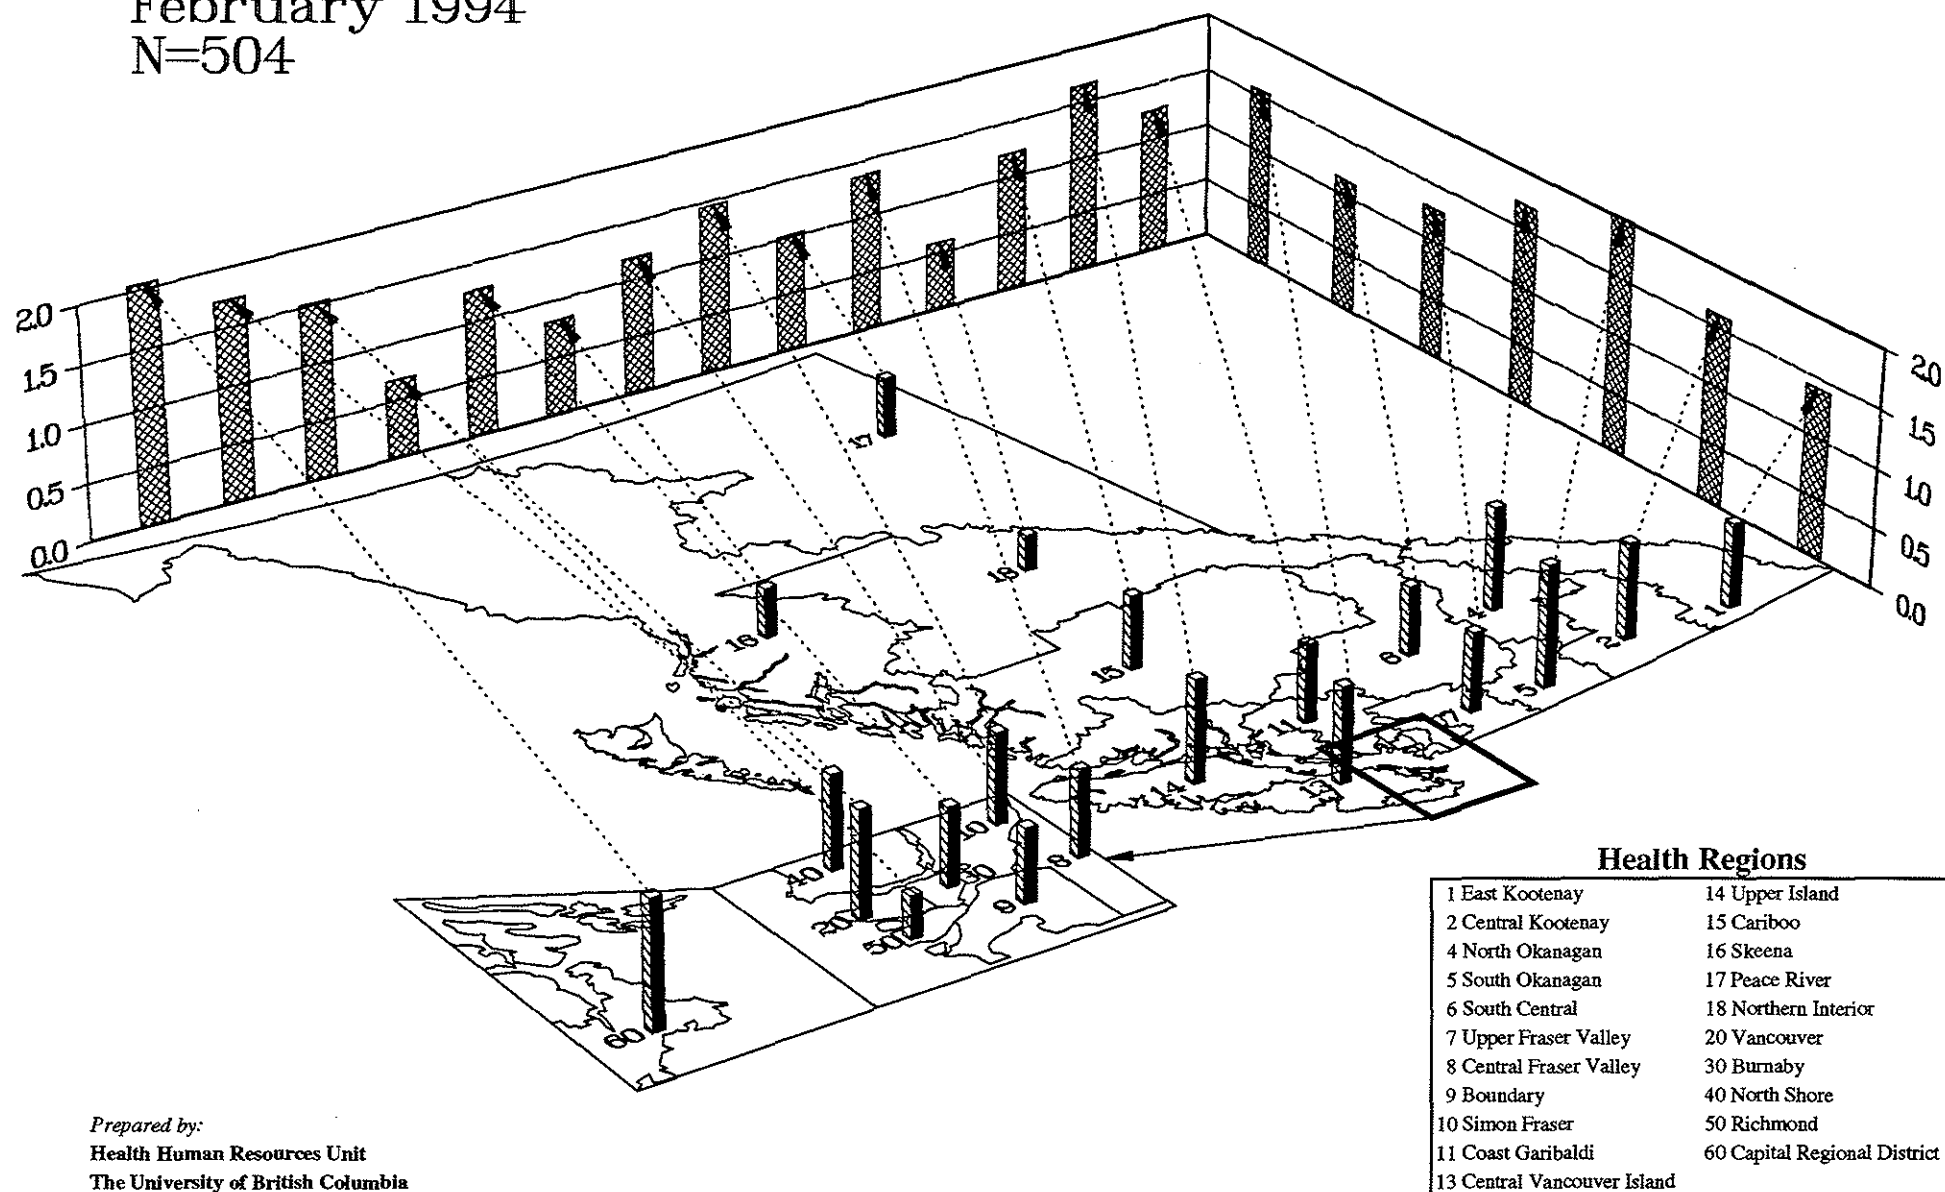 February 1994
N=504
2.0
1.5
1.0
0.5
0.0
2.0
1.5
1.0
0.5
0.0
17
18
16
15
6
4
5
2
1
11
14
13
7
10
8
40
30
9
20
50
60
Health Regions
1 East Kootenay
14 Upper Island
2 Central Kootenay
15 Cariboo
4 North Okanagan
16 Skeena
5 South Okanagan
17 Peace River
6 South Central
18 Northern Interior
7 Upper Fraser Valley
20 Vancouver
8 Central Fraser Valley
30 Burnaby
9 Boundary
40 North Shore
10 Simon Fraser
50 Richmond
11 Coast Garibaldi
60 Capital Regional District
13 Central Vancouver Island
Prepared by:
Health Human Resources Unit
The University of British Columbia